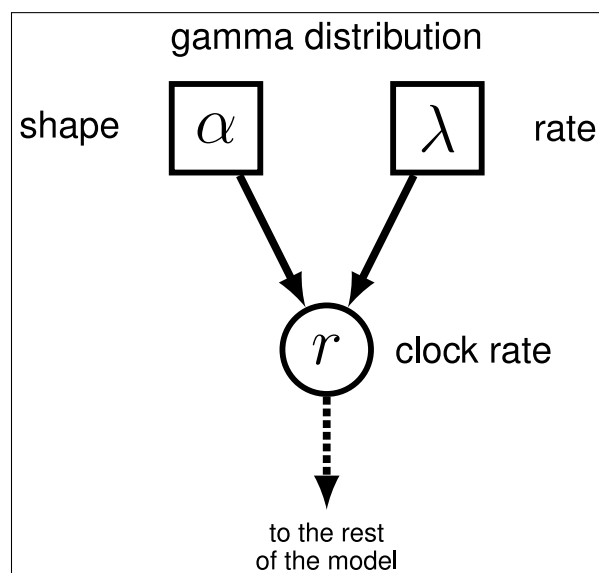 gamma distribution
shape α λ rate
r clock rate
to the rest
of the model